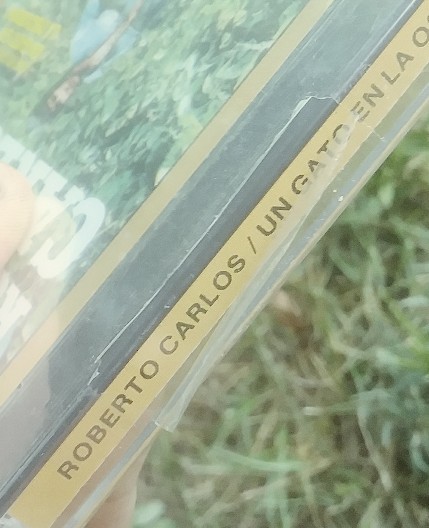 ROBERTO CARLOS / UN GATO EN LA